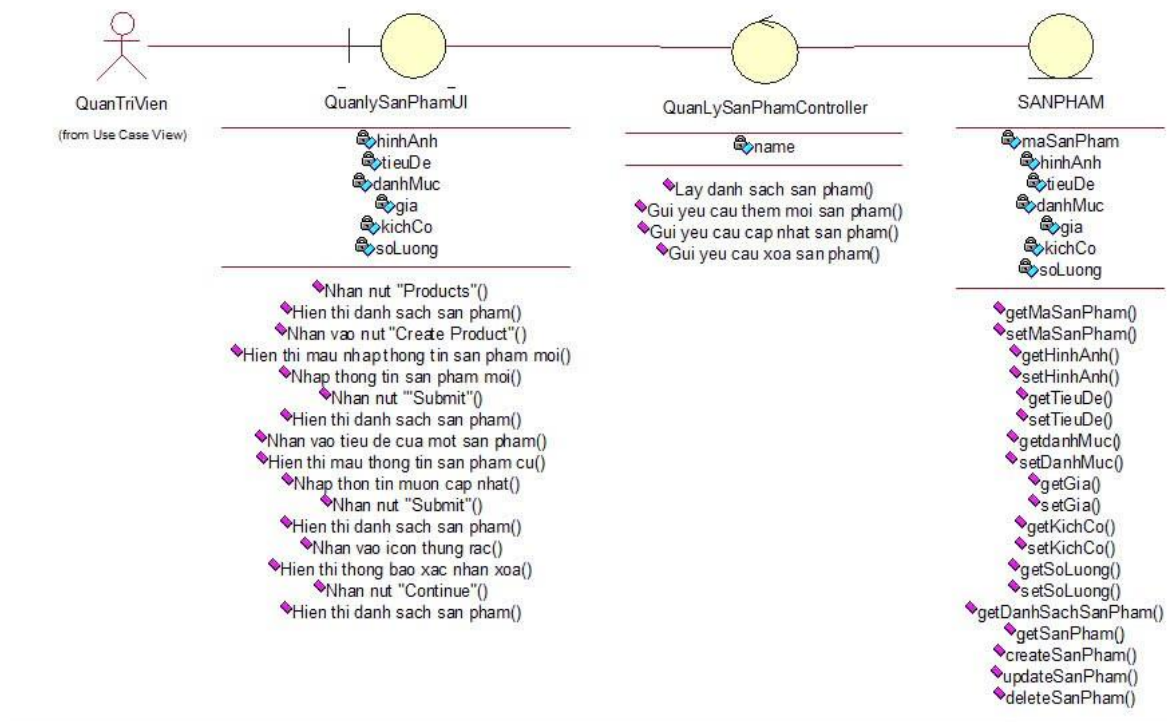 QuanTriVien
(from Use Case View)
QuanlySanPhamUI
hinhAnh
tieuDe
danhMuc
gia
kichCo
soLuong
Nhan nut "Products"()
Hien thi danh sach san pham()
Nhan vao nut "Create Product"()
Hien thi mau nhap thong tin san pham moi()
Nhap thong tin san pham moi()
Nhan nut '"Submit"()
Hien thi danh sach san pham()
Nhan vao tieu de cua mot san pham()
Hien thi mau thong tin san pham cu()
Nhap thon tin muon cap nhat()
Nhan nut "Submit"()
Hien thi danh sach san pham()
Nhan vao icon thung rac()
Hien thi thong bao xac nhan xoa()
Nhan nut "Continue"()
Hien thi danh sach san pham()
QuanLySanPhamController
name
Lay danh sach san pham()
Gui yeu cau them moi san pham()
Gui yeu cau cap nhat san pham()
Gui yeu cau xoa san pham()
SANPHAM
maSanPham
hinhAnh
tieuDe
danhMuc
gia
kichCo
soLuong
getMaSanPham()
setMaSanPham()
getHinhAnh()
setHinhAnh()
getTieuDe()
setTieuDe()
getdanhMuc()
setDanhMuc()
getGia()
setGia()
getKichCo()
setKichCo()
getSoLuong()
setSoLuong()
getDanhSachSanPham()
getSanPham()
createSanPham()
updateSanPham()
deleteSanPham()